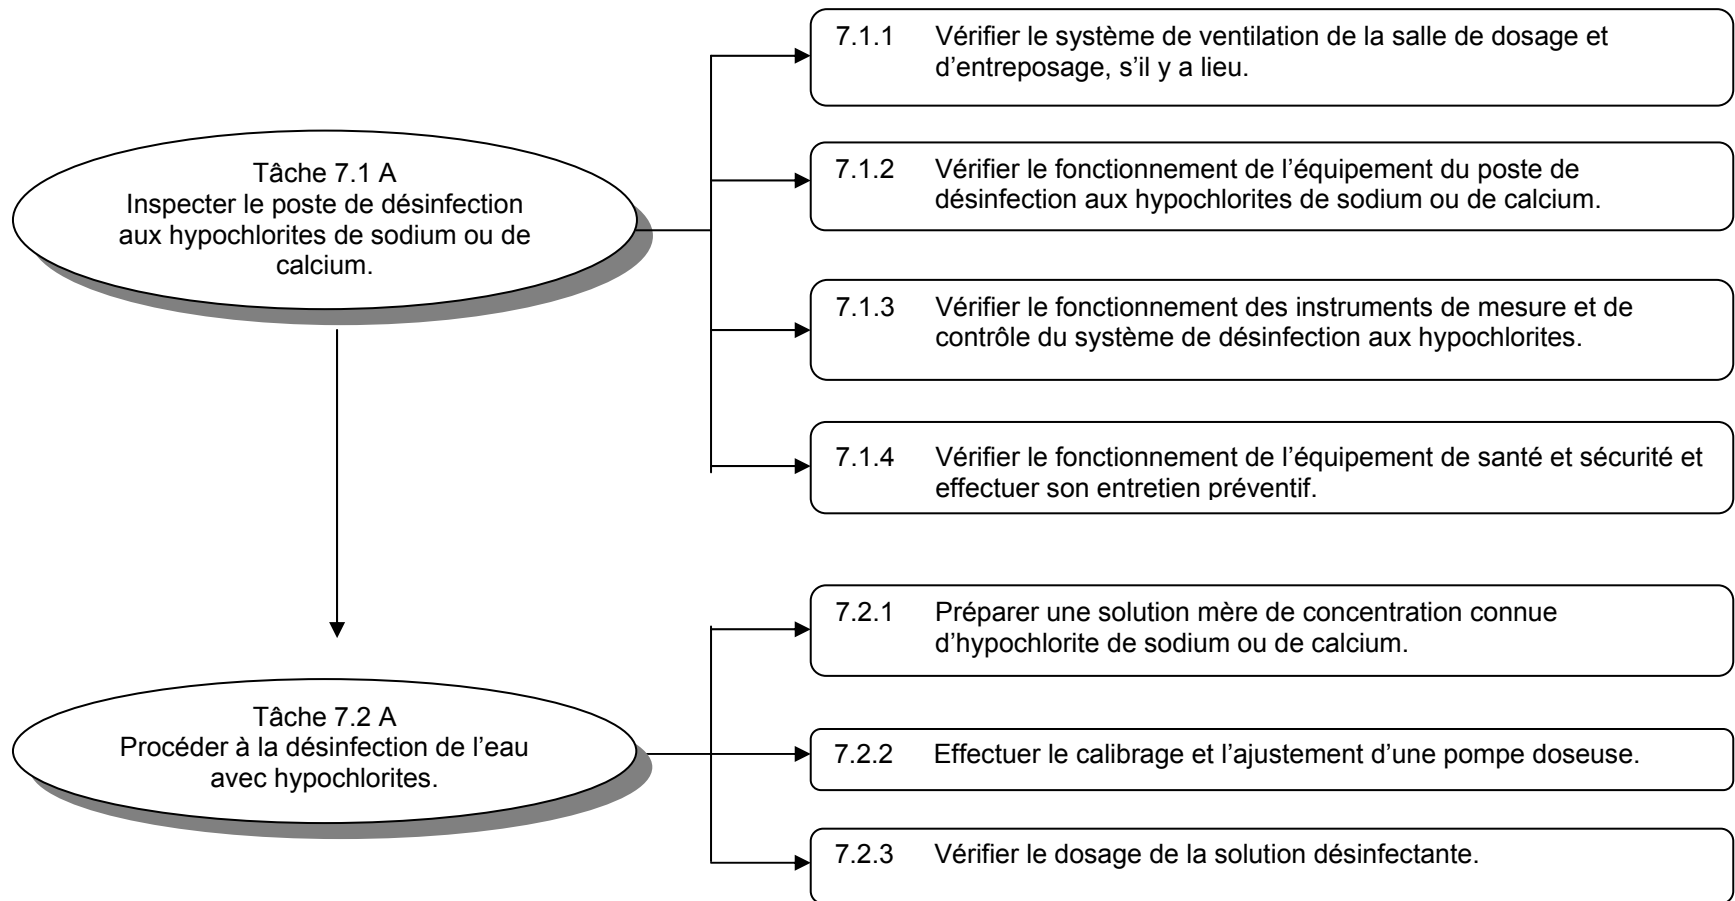 Tâche 7.1 A
Inspecter le poste de désinfection
aux hypochlorites de sodium ou de
calcium.
7.1.1 Vérifier le système de ventilation de la salle de dosage et
d’entreposage, s’il y a lieu.
7.1.2 Vérifier le fonctionnement de l’équipement du poste de
désinfection aux hypochlorites de sodium ou de calcium.
7.1.3 Vérifier le fonctionnement des instruments de mesure et de
contrôle du système de désinfection aux hypochlorites.
7.1.4 Vérifier le fonctionnement de l’équipement de santé et sécurité et
effectuer son entretien préventif.
Tâche 7.2 A
Procéder à la désinfection de l’eau
avec hypochlorites.
7.2.1 Préparer une solution mère de concentration connue
d’hypochlorite de sodium ou de calcium.
7.2.2 Effectuer le calibrage et l’ajustement d’une pompe doseuse.
7.2.3 Vérifier le dosage de la solution désinfectante.